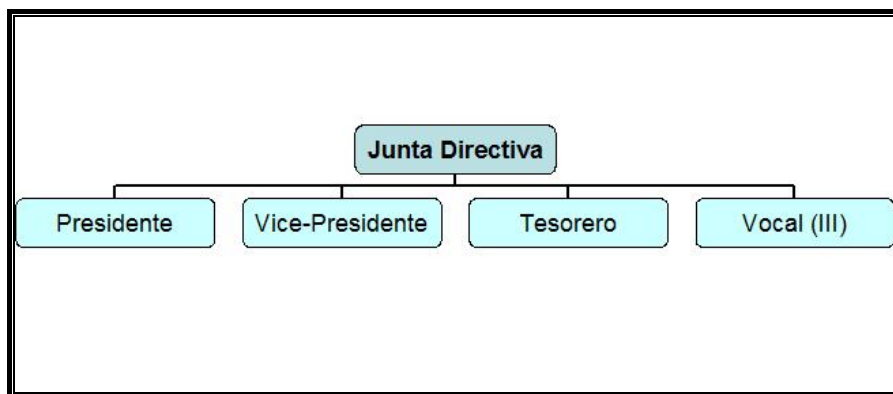 Junta Directiva
Presidente
Vice-Presidente
Tesorero
Vocal (III)